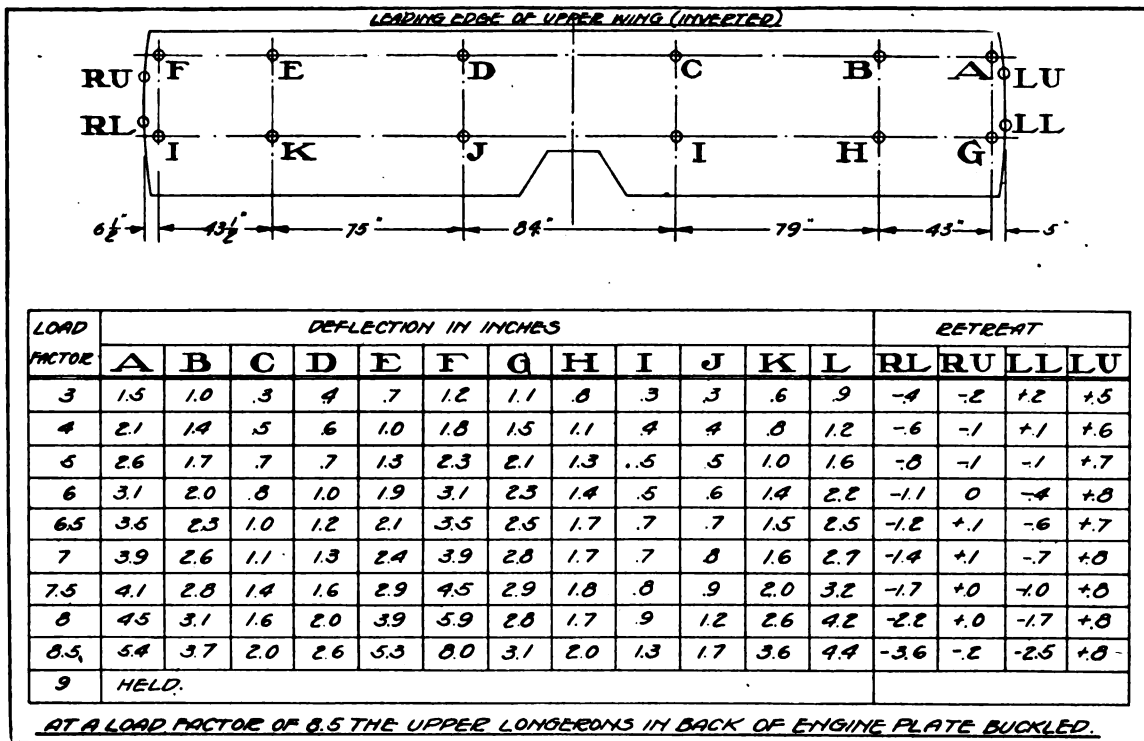 LEADING EDGE OF UPPER WING (INVERTED)
RU F E D C B A LU
RL I K J I H G LL
6 1/2" 43 1/2" 75" 84" 79" 43" 5"
LOAD FACTOR DEFLECTION IN INCHES RETREAT
A B C D E F G H I J K L RL RU LL LU
3 1.5 1.0 .3 .4 .7 1.2 1.1 .8 .3 .3 .6 .9 -.4 -.2 +.2 +.5
4 2.1 1.4 .5 .6 1.0 1.8 1.5 1.1 .4 .4 .8 1.2 -.6 -.1 +.1 +.6
5 2.6 1.7 .7 .7 1.3 2.3 2.1 1.3 .5 .5 1.0 1.6 -.8 -.1 -.1 +.7
6 3.1 2.0 .8 1.0 1.9 3.1 2.3 1.4 .5 .6 1.4 2.2 -1.1 0 -.4 +.8
6.5 3.6 2.3 1.0 1.2 2.1 3.5 2.5 1.7 .7 .7 1.5 2.5 -1.2 +.1 -.6 +.7
7 3.9 2.6 1.1 1.3 2.4 3.9 2.8 1.7 .7 .8 1.6 2.7 -1.4 +.1 -.7 +.8
7.5 4.1 2.8 1.4 1.6 2.9 4.5 2.9 1.8 .8 .9 2.0 3.2 -1.7 +.0 -1.0 +.8
8 4.5 3.1 1.6 2.0 3.9 5.9 2.8 1.7 .9 1.2 2.6 4.2 -2.2 +.0 -1.7 +.8
8.5 5.4 3.7 2.0 2.6 5.3 8.0 3.1 2.0 1.3 1.7 3.6 4.4 -3.6 -.2 -2.5 +.8
9 HELD.
AT A LOAD FACTOR OF 8.5 THE UPPER LONGERONS IN BACK OF ENGINE PLATE BUCKLED.